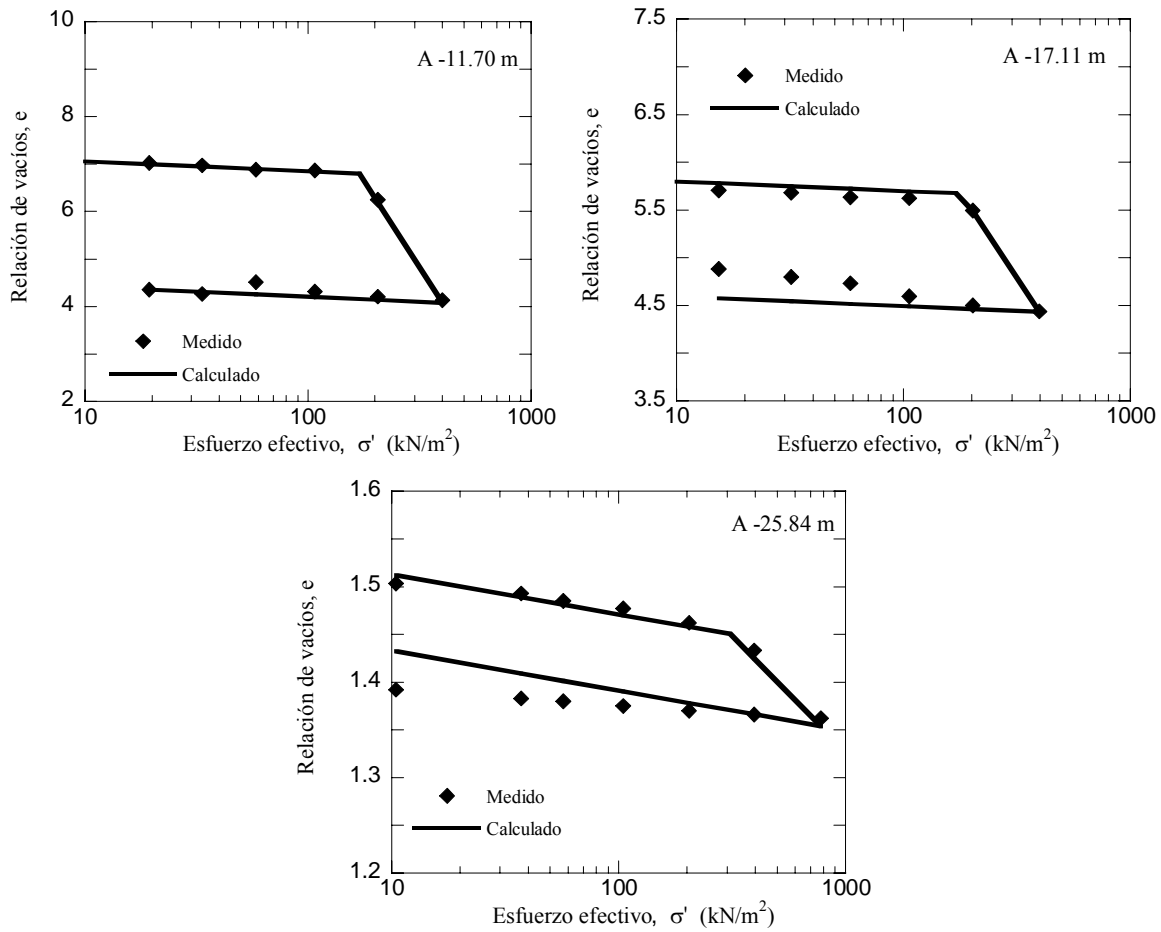 10
8
6
4
2
Relación de vacíos, e
A -11.70 m
Medido
Calculado
10
100
1000
Esfuerzo efectivo, σ' (kN/m²)
7.5
5.5
4.5
3.5
Relación de vacíos, e
A -17.11 m
Medido
Calculado
10
100
1000
Esfuerzo efectivo, σ' (kN/m²)
1.6
1.5
1.4
1.3
1.2
Relación de vacíos, e
A -25.84 m
Medido
Calculado
10
100
1000
Esfuerzo efectivo, σ' (kN/m²)